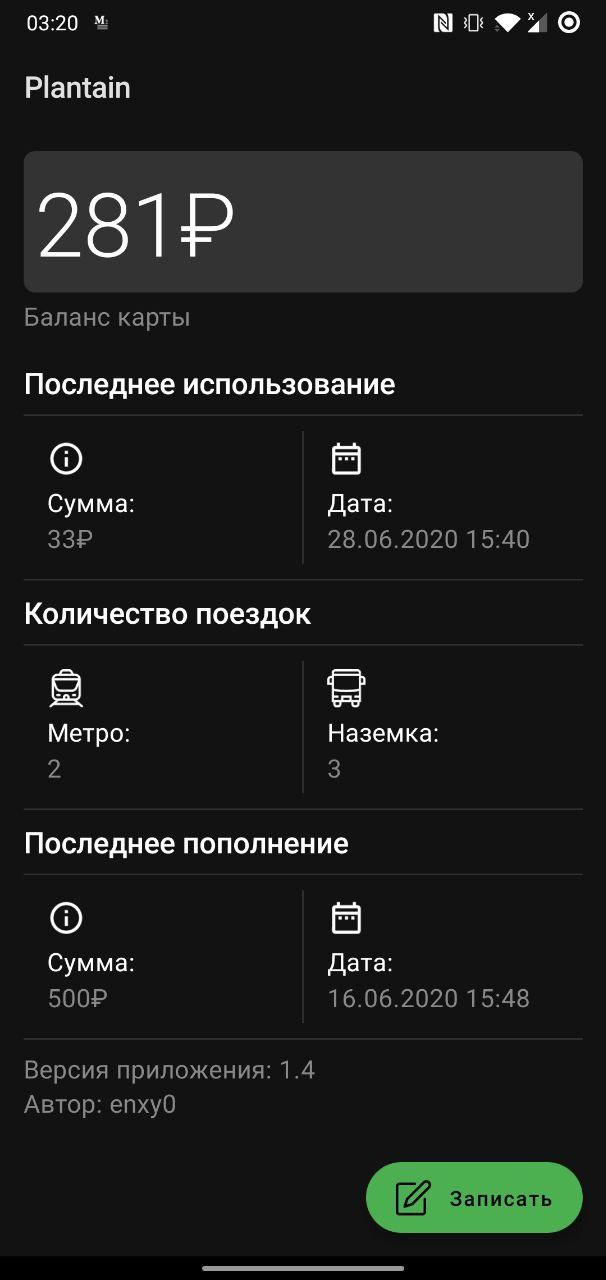 03:20
Plantain
281₽
Баланс карты
Последнее использование
Сумма:
33₽
Дата:
28.06.2020 15:40
Количество поездок
Метро:
2
Наземка:
3
Последнее пополнение
Сумма:
500₽
Дата:
16.06.2020 15:48
Версия приложения: 1.4
Автор: enxy0
Записать